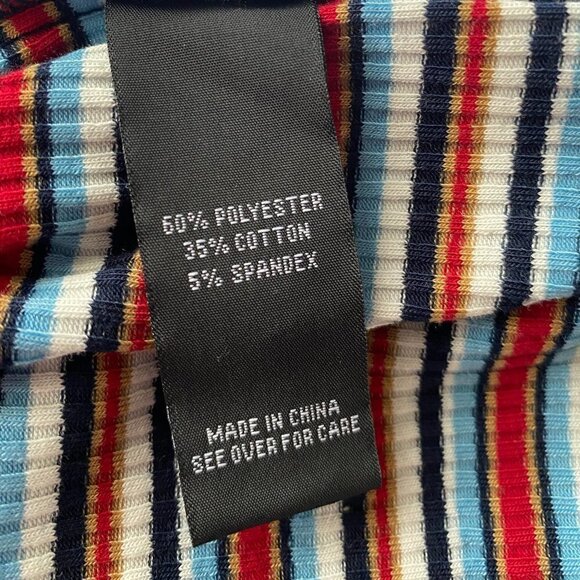 60% POLYESTER
35% COTTON
5% SPANDEX
MADE IN CHINA
SEE OVER FOR CARE